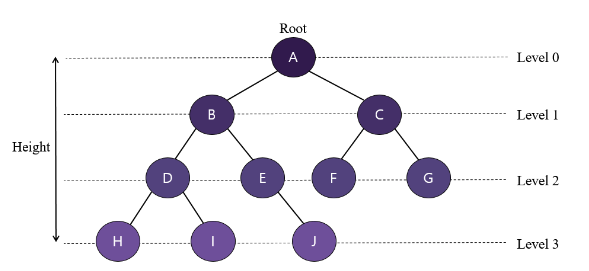 Root
A
Level 0
B
C
Level 1
Height
D
E
F
G
Level 2
H
I
J
Level 3